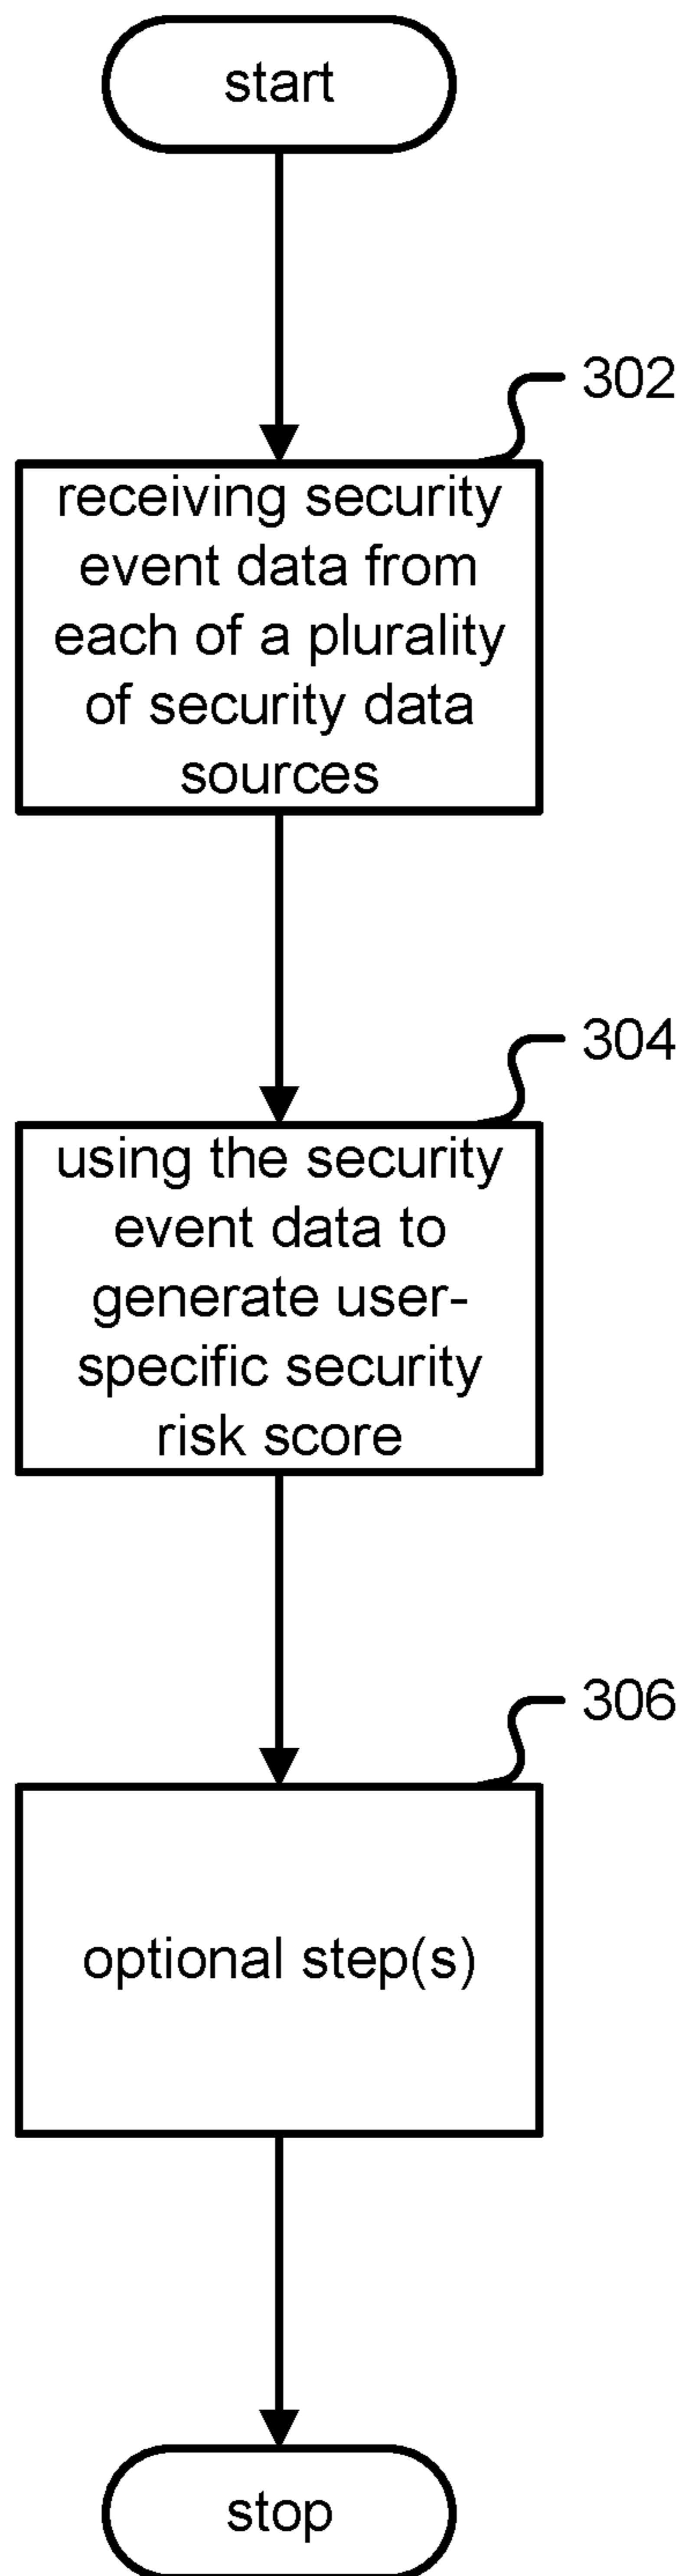 start
302
receiving security
event data from
each of a plurality
of security data
sources
304
using the security
event data to
generate user-
specific security
risk score
306
optional step(s)
stop